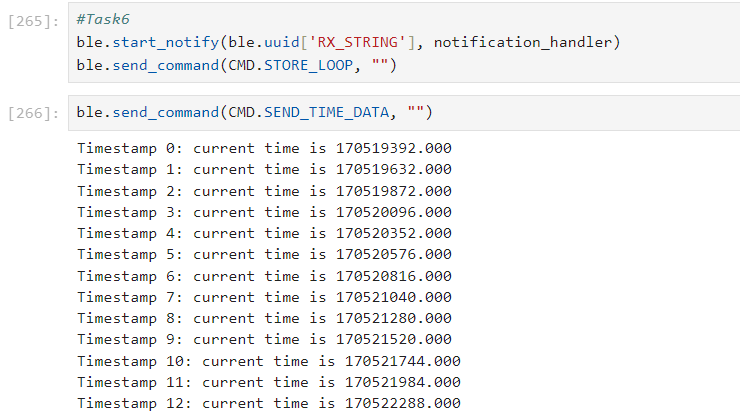 [265]: #Task6
ble.start_notify(ble.uuid['RX_STRING'], notification_handler)
ble.send_command(CMD.STORE_LOOP, "")
[266]: ble.send_command(CMD.SEND_TIME_DATA, "")
Timestamp 0: current time is 170519392.000
Timestamp 1: current time is 170519632.000
Timestamp 2: current time is 170519872.000
Timestamp 3: current time is 170520096.000
Timestamp 4: current time is 170520352.000
Timestamp 5: current time is 170520576.000
Timestamp 6: current time is 170520816.000
Timestamp 7: current time is 170521040.000
Timestamp 8: current time is 170521280.000
Timestamp 9: current time is 170521520.000
Timestamp 10: current time is 170521744.000
Timestamp 11: current time is 170521984.000
Timestamp 12: current time is 170522288.000